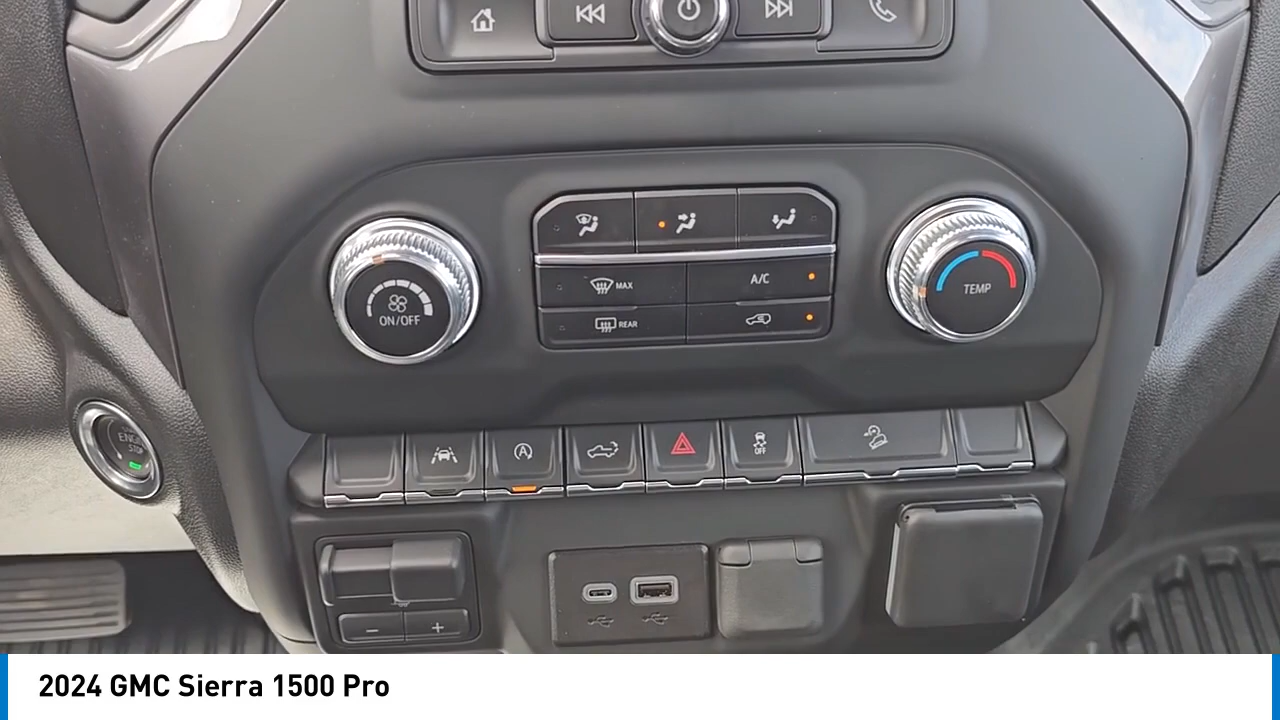 MAX
A/C
REAR
ON/OFF
TEMP
ENGINE
STOP
A
OFF
2024 GMC Sierra 1500 Pro